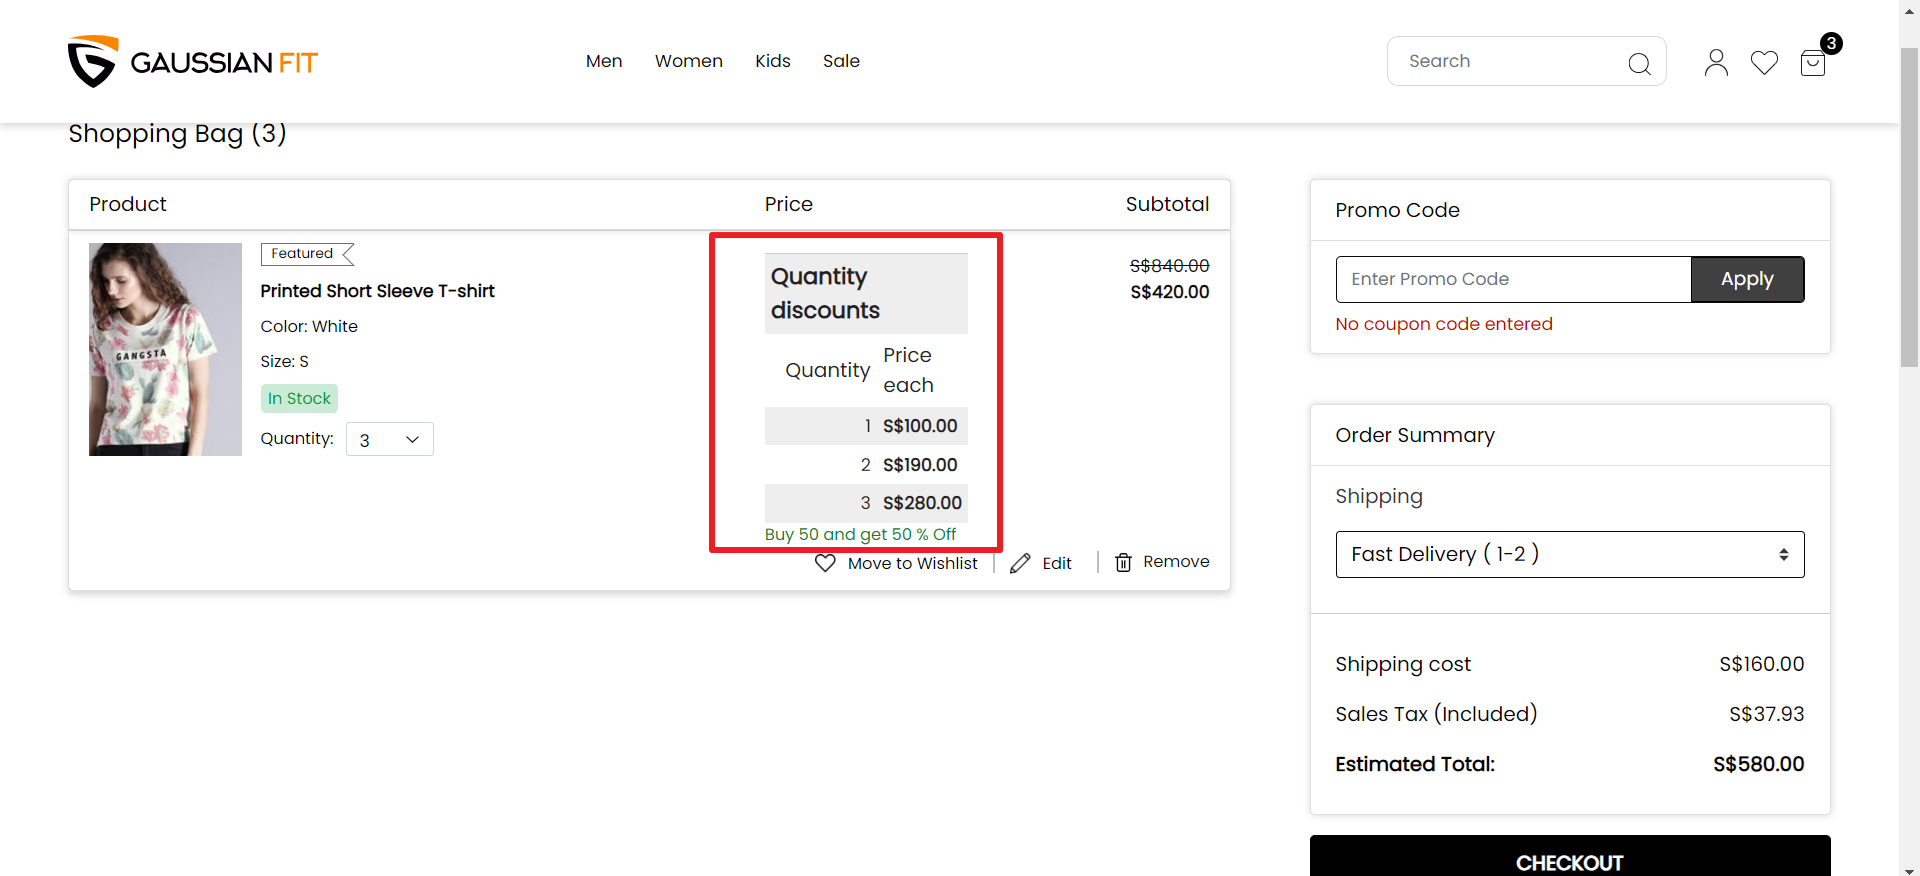 GAUSSIAN FIT
Men
Women
Kids
Sale
Search
3
Shopping Bag (3)
Product
Price
Subtotal
GANGSTA
Featured
Printed Short Sleeve T-shirt
Color: White
Size: S
In Stock
Quantity: 3
Quantity
discounts
Quantity Price
each
1 S$100.00
2 S$190.00
3 S$280.00
Buy 50 and get 50 % Off
S$840.00
S$420.00
Move to Wishlist
Edit
Remove
Promo Code
Enter Promo Code
Apply
No coupon code entered
Order Summary
Shipping
Fast Delivery ( 1-2 )
Shipping cost S$160.00
Sales Tax (Included) S$37.93
Estimated Total: S$580.00
CHECKOUT